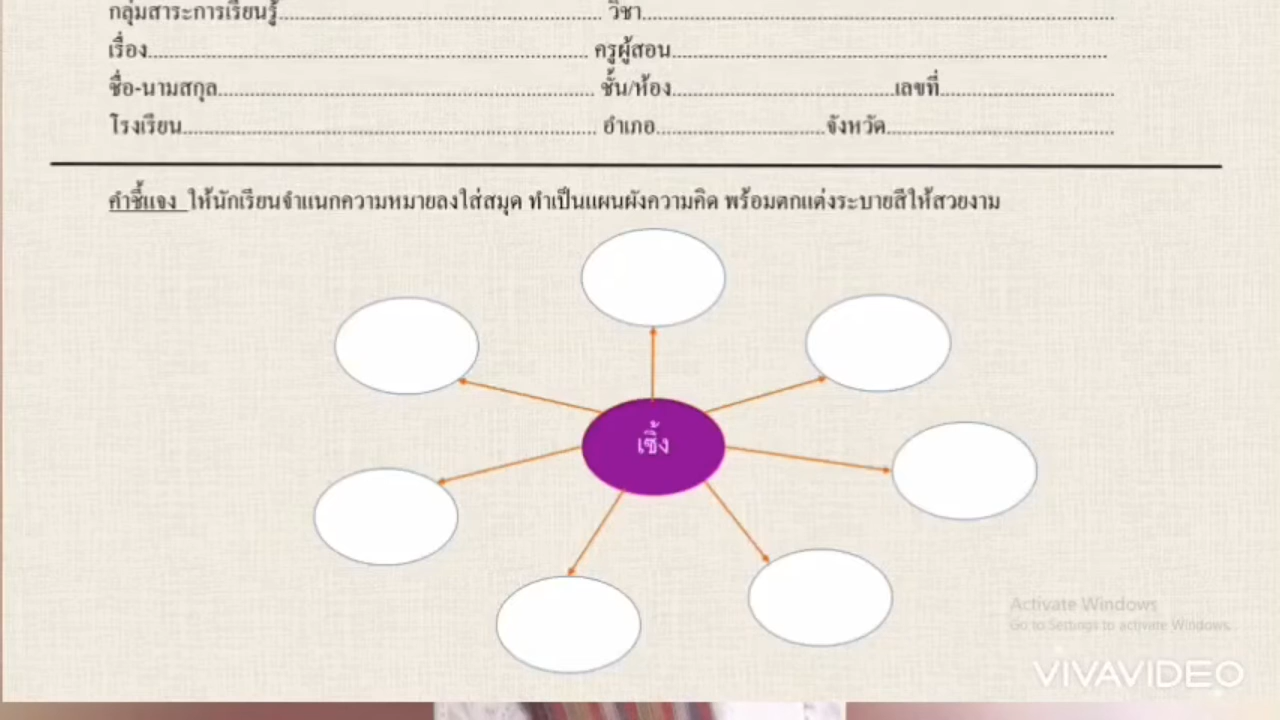 กลุ่มสาระการเรียนรู้............................................................ วิชา............................................................
เรื่อง............................................................ ครูผู้สอน............................................................
ชื่อ-นามสกุล............................................................ ชั้น/ห้อง........................................เลขที่..............................
โรงเรียน............................................................ อำเภอ..............................จังหวัด........................................
คำชี้แจง ให้นักเรียนจำแนกความหมายลงใส่สมุด ทำเป็นแผนผังความคิด พร้อมตกแต่งระบายสีให้สวยงาม
เซิ้ง
Activate Windows
Go to Settings to activate Windows.
VIVAVIDEO